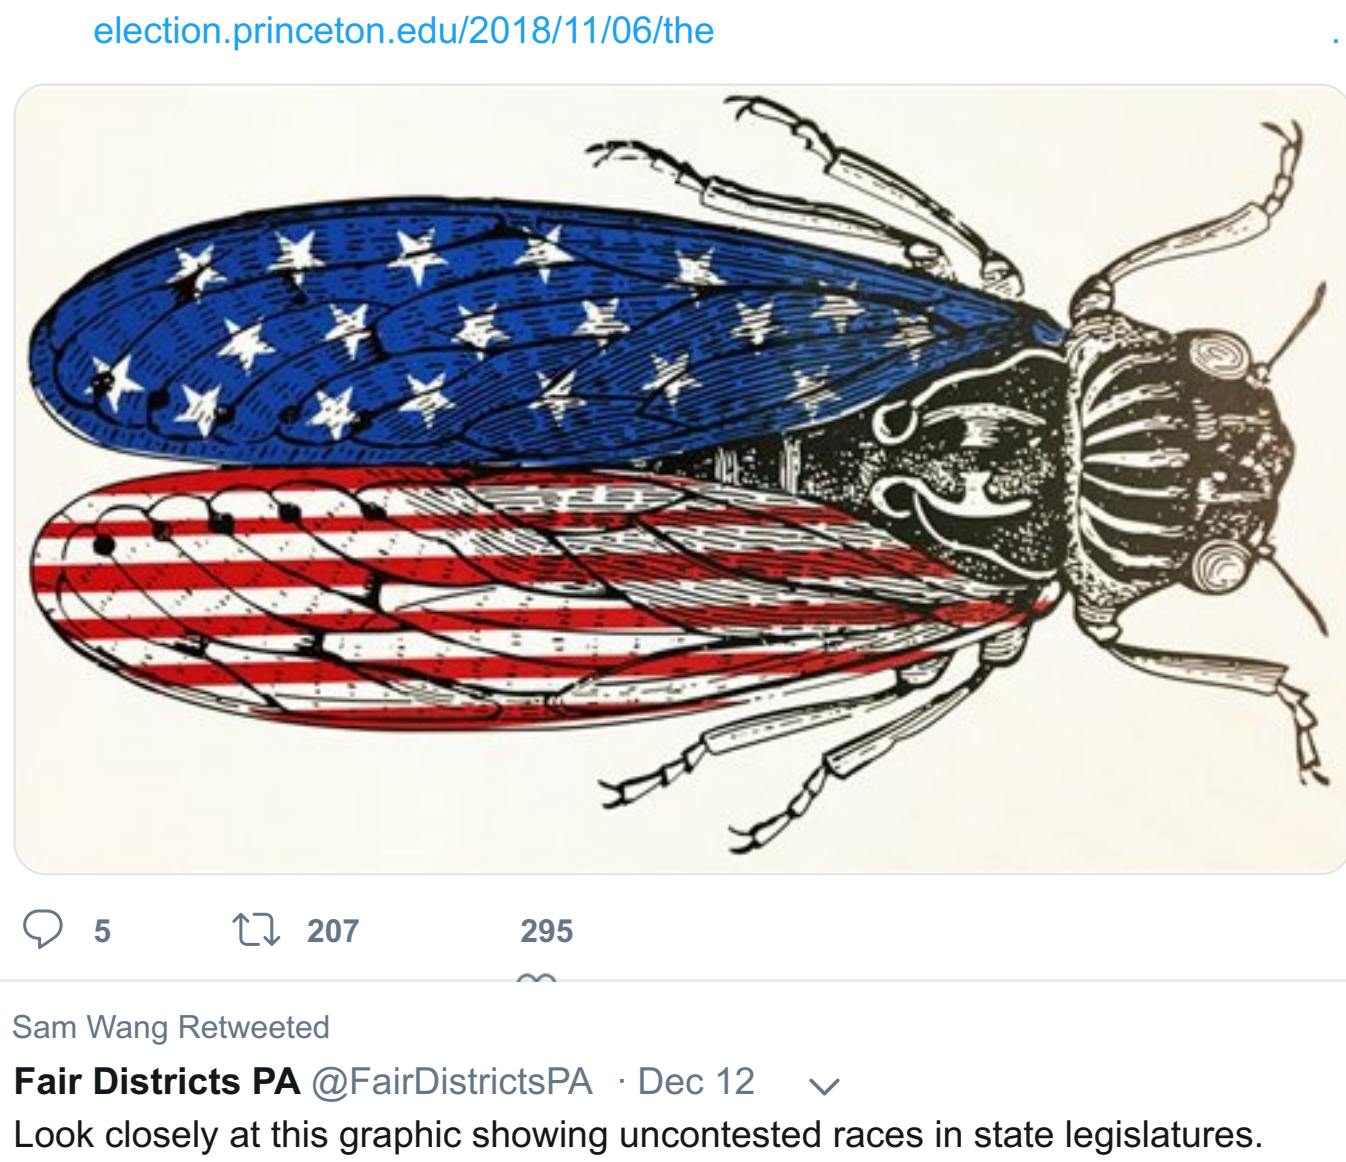 election.princeton.edu/2018/11/06/the .
5 207 295
Sam Wang Retweeted
Fair Districts PA @FairDistrictsPA · Dec 12
Look closely at this graphic showing uncontested races in state legislatures.